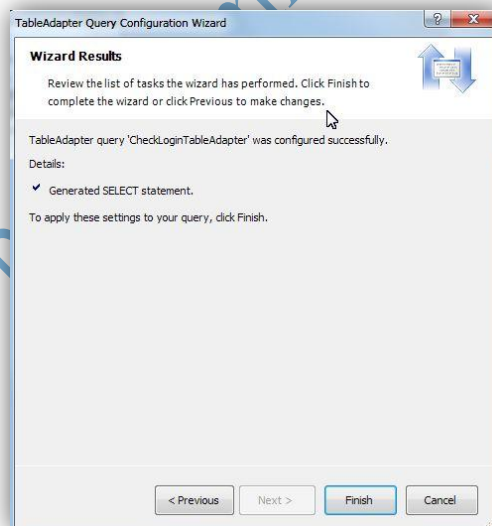 TableAdapter Query Configuration Wizard
Wizard Results
Review the list of tasks the wizard has performed. Click Finish to
complete the wizard or click Previous to make changes.
TableAdapter query 'CheckLoginTableAdapter' was configured successfully.
Details:
Generated SELECT statement.
To apply these settings to your query, click Finish.
< Previous Next > Finish Cancel